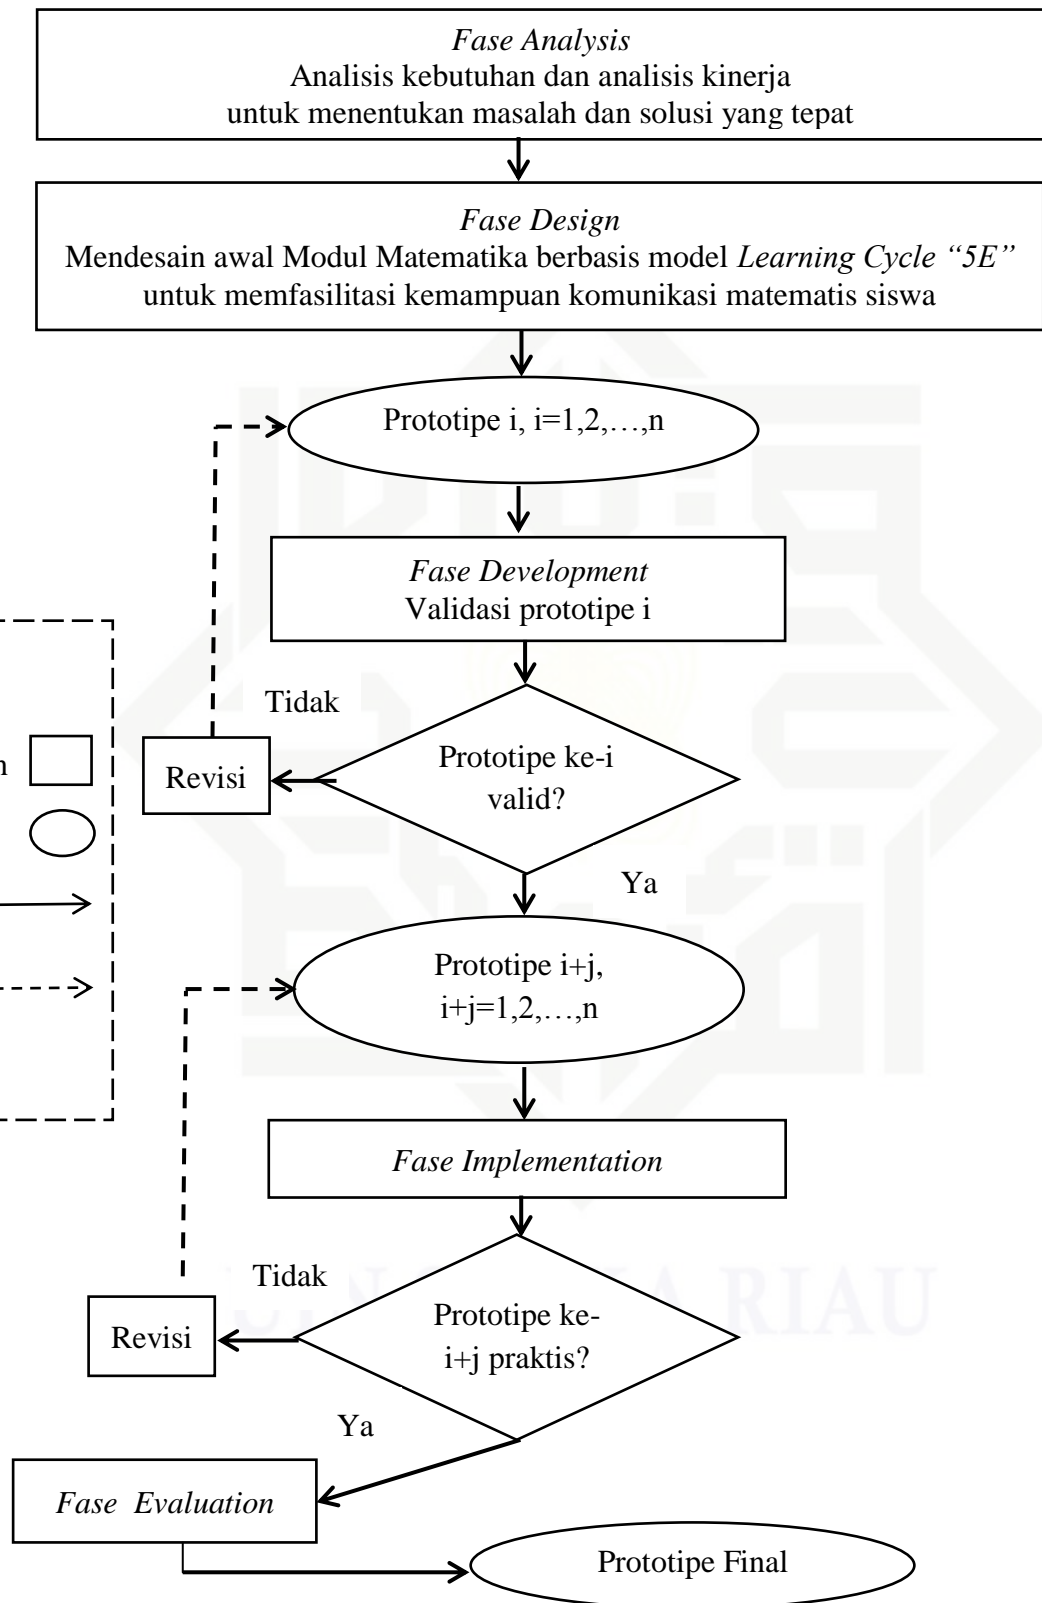 Fase Analysis
Analisis kebutuhan dan analisis kinerja
untuk menentukan masalah dan solusi yang tepat
Fase Design
Mendesain awal Modul Matematika berbasis model Learning Cycle “5E”
untuk memfasilitasi kemampuan komunikasi matematis siswa
Prototipe i, i=1,2,…,n
Fase Development
Validasi prototipe i
Tidak
Prototipe ke-i
valid?
Revisi
Ya
Prototipe i+j,
i+j=1,2,…,n
Fase Implementation
Tidak
Prototipe ke-
i+j praktis?
Revisi
Ya
Fase Evaluation
Prototipe Final
RIAU